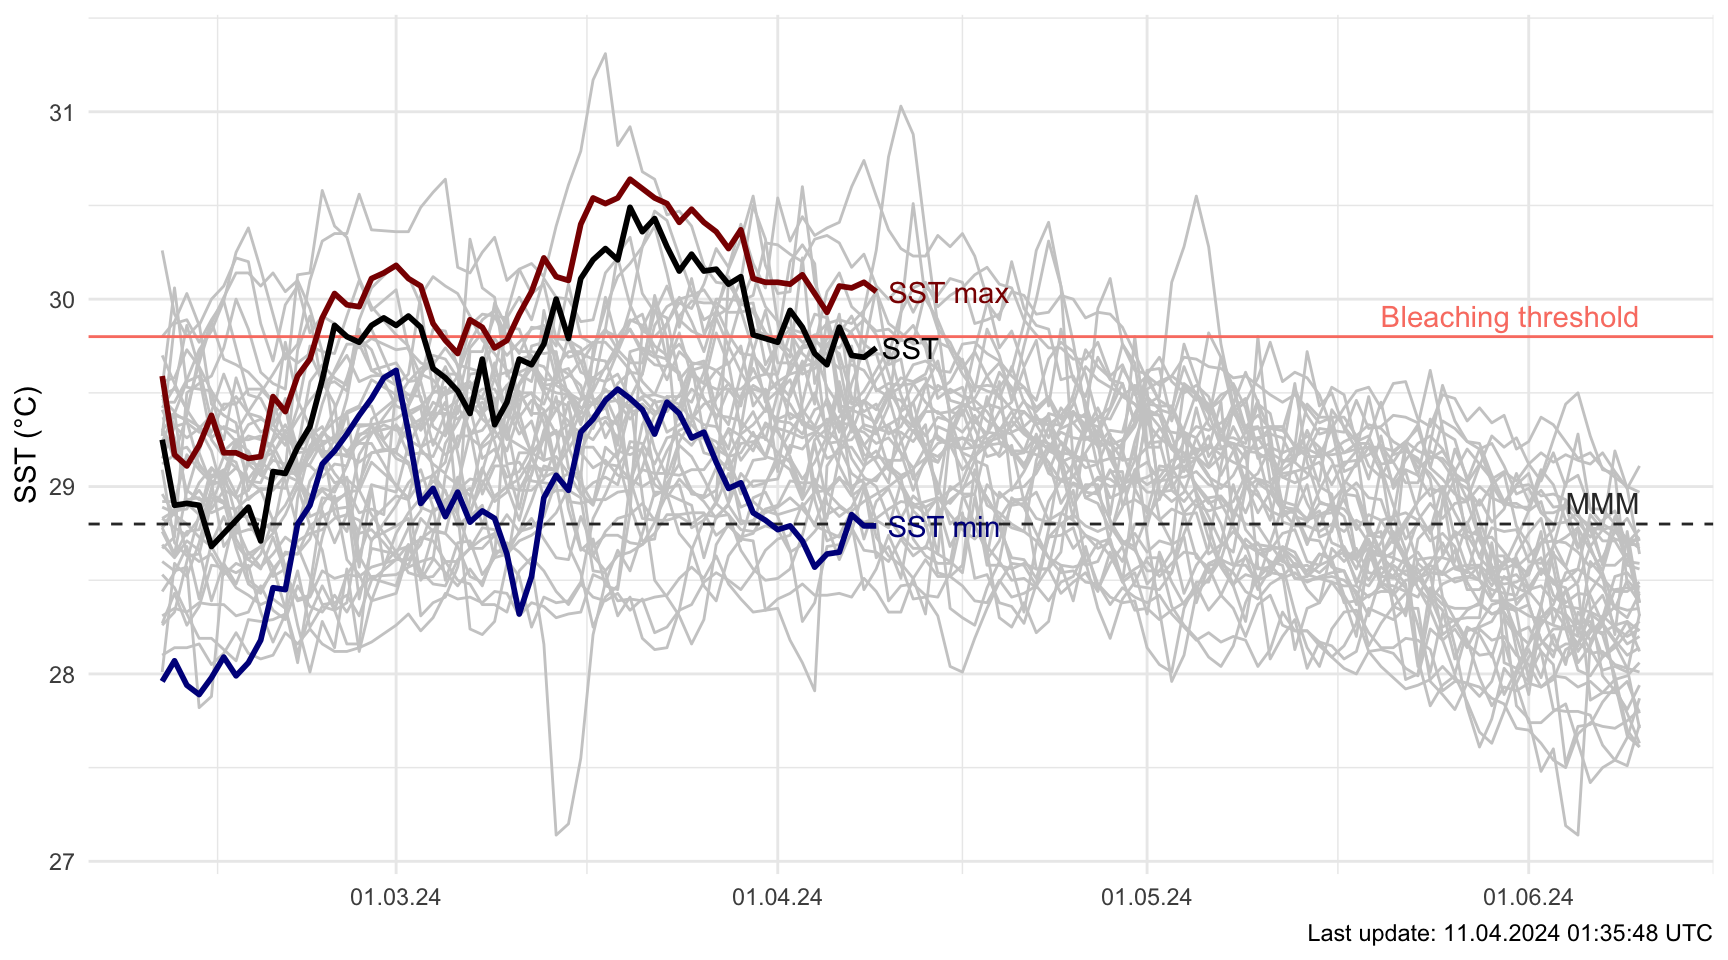 31
30
29
28
27
SST (°C)
SST max
Bleaching threshold
SST
MMM
SST min
01.03.24
01.04.24
01.05.24
01.06.24
Last update: 11.04.2024 01:35:48 UTC